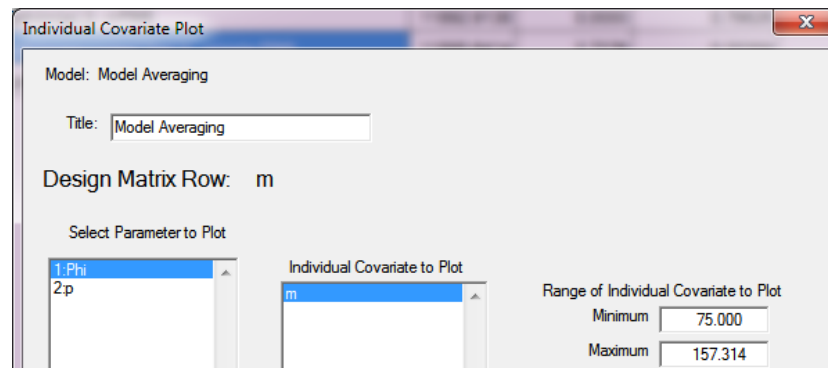 Individual Covariate Plot
Model: Model Averaging
Title: Model Averaging
Design Matrix Row: m
Select Parameter to Plot
1:Phi
2:p
Individual Covariate to Plot
m
Range of Individual Covariate to Plot
Minimum 75.000
Maximum 157.314